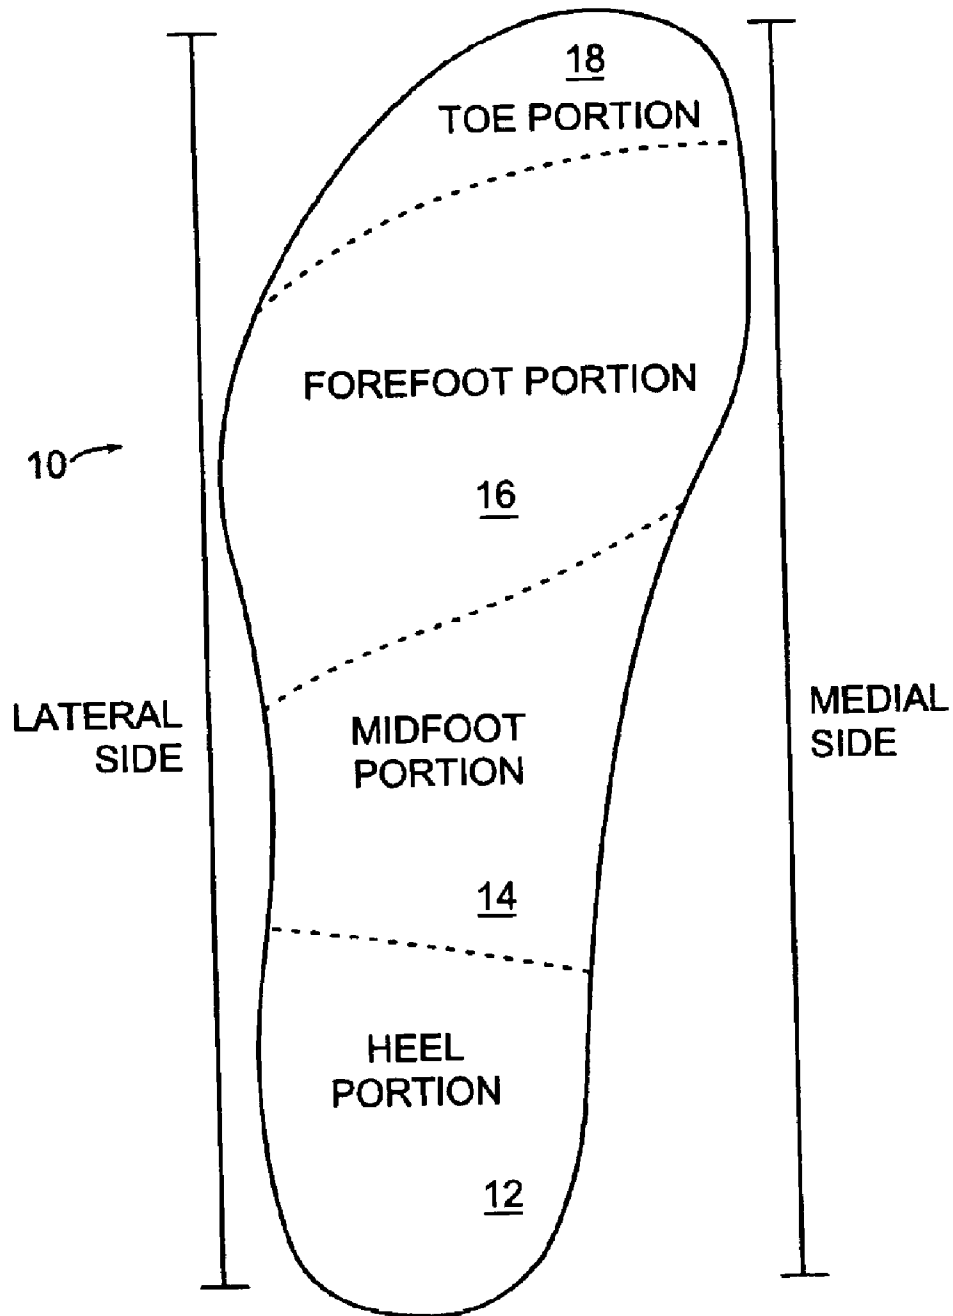 18
TOE PORTION
FOREFOOT PORTION
10
16
LATERAL
SIDE
MEDIAL
SIDE
MIDFOOT
PORTION
14
HEEL
PORTION
12